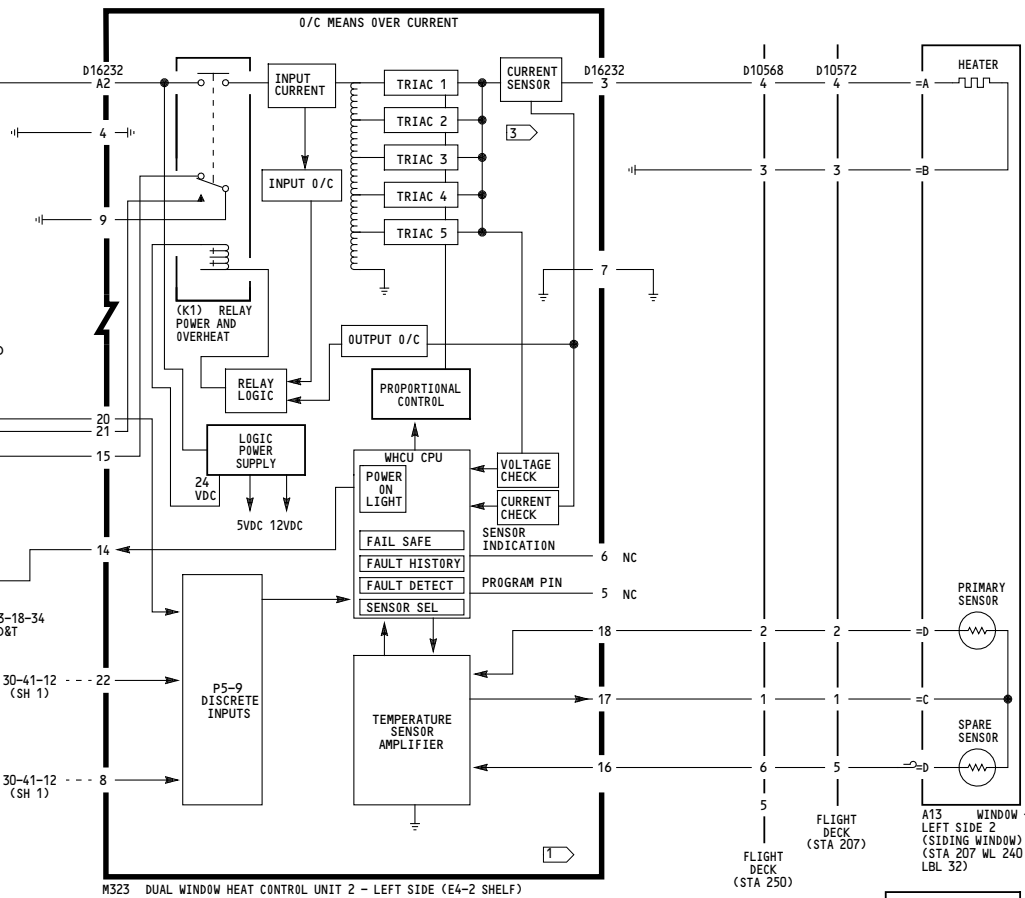 O/C MEANS OVER CURRENT
D16232
A2
INPUT
CURRENT
TRIAC 1
TRIAC 2
TRIAC 3
TRIAC 4
TRIAC 5
CURRENT
SENSOR
3
D16232
3
D10568
4
D10572
4
=A
HEATER
4
INPUT O/C
3
3
=B
9
7
(K1) RELAY
POWER AND
OVERHEAT
OUTPUT O/C
RELAY
LOGIC
PROPORTIONAL
CONTROL
20
21
15
LOGIC
POWER
SUPPLY
24
VDC
5VDC 12VDC
WHCU CPU
POWER
ON
LIGHT
VOLTAGE
CHECK
CURRENT
CHECK
14
FAIL SAFE
FAULT HISTORY
FAULT DETECT
SENSOR SEL
SENSOR
INDICATION
6 NC
PROGRAM PIN
5 NC
3-18-34
D&T
30-41-12
(SH 1)
22
P5-9
DISCRETE
INPUTS
30-41-12
(SH 1)
8
TEMPERATURE
SENSOR
AMPLIFIER
18
2
2
=D
PRIMARY
SENSOR
17
1
1
=C
SPARE
SENSOR
16
6
5
=D
5
1
FLIGHT
DECK
(STA 250)
FLIGHT
DECK
(STA 207)
A13 WINDOW -
LEFT SIDE 2
(SIDING WINDOW)
(STA 207 WL 240
LBL 32)
M323 DUAL WINDOW HEAT CONTROL UNIT 2 - LEFT SIDE (E4-2 SHELF)